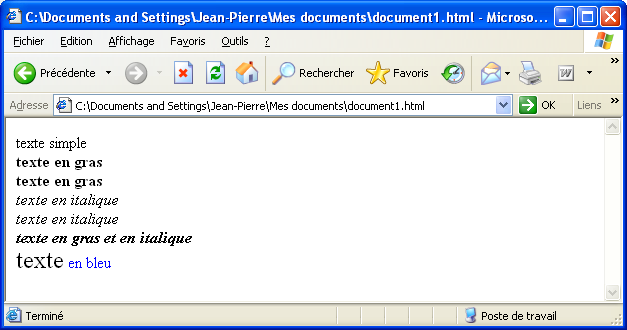 C:\Documents and Settings\Jean-Pierre\Mes documents\document1.html - Microso...
Fichier Edition Affichage Favoris Outils ?
Précédente Rechercher Favoris
Adresse C:\Documents and Settings\Jean-Pierre\Mes documents\document1.html OK Liens
texte simple
texte en gras
texte en gras
texte en italique
texte en italique
texte en gras et en italique
texte en bleu
Terminé Poste de travail